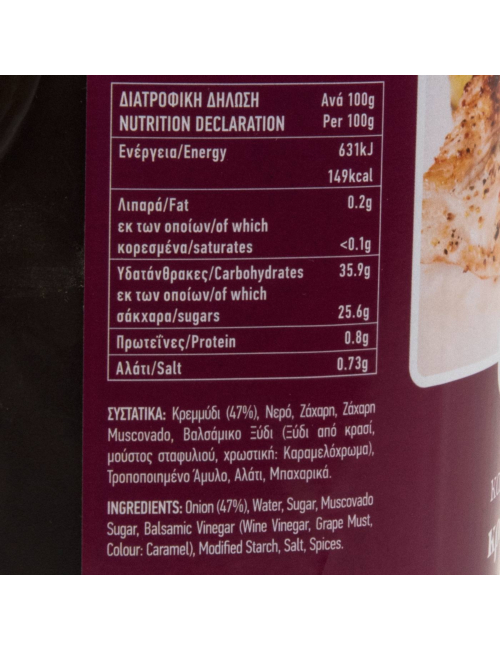 ΔΙΑΤΡΟΦΙΚΗ ΔΗΛΩΣΗ Ανά 100g
NUTRITION DECLARATION Per 100g
Ενέργεια/Energy 631kJ
149kcal
Λιπαρά/Fat 0.2g
εκ των οποίων/of which
κορεσμένα/saturates <0.1g
Υδατάνθρακες/Carbohydrates 35.9g
εκ των οποίων/of which
σάκχαρα/sugars 25.6g
Πρωτεΐνες/Protein 0.8g
Αλάτι/Salt 0.73g
ΣΥΣΤΑΤΙΚΑ: Κρεμμύδι (47%), Νερό, Ζάχαρη, Ζάχαρη
Muscovado, Βαλσάμικο Ξύδι (Ξύδι από κρασί,
μούστος σταφυλιού, χρωστική: Καραμελόχρωμα),
Τροποποιημένο Άμυλο, Αλάτι, Μπαχαρικά.
INGREDIENTS: Onion (47%), Water, Sugar, Muscovado
Sugar, Balsamic Vinegar (Wine Vinegar, Grape Must,
Colour: Caramel), Modified Starch, Salt, Spices.